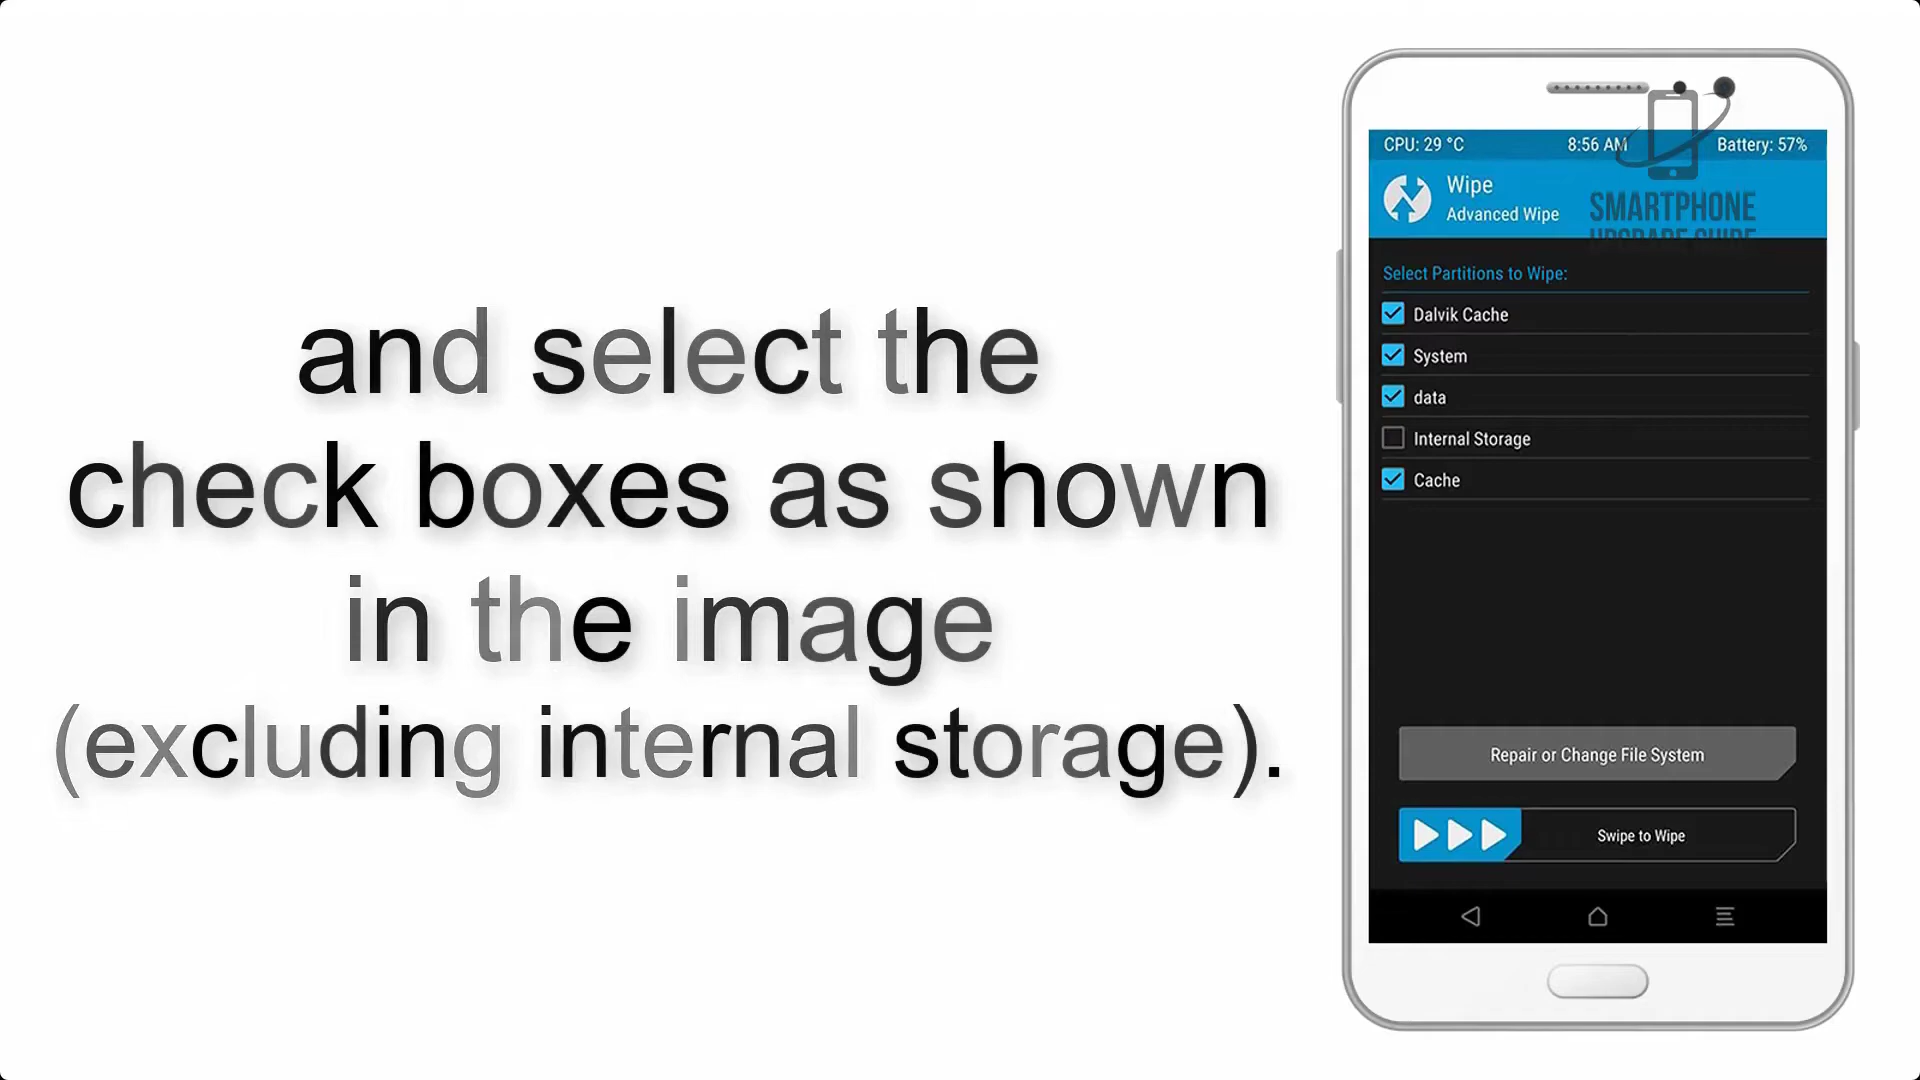 and select the
check boxes as shown
in the image
(excluding internal storage).
CPU: 29 °C 8:56 AM Battery: 57%
Wipe
Advanced Wipe
SMARTPHONE
UPGRADE GUIDE
Select Partitions to Wipe:
Dalvik Cache
System
data
Internal Storage
Cache
Repair or Change File System
Swipe to Wipe